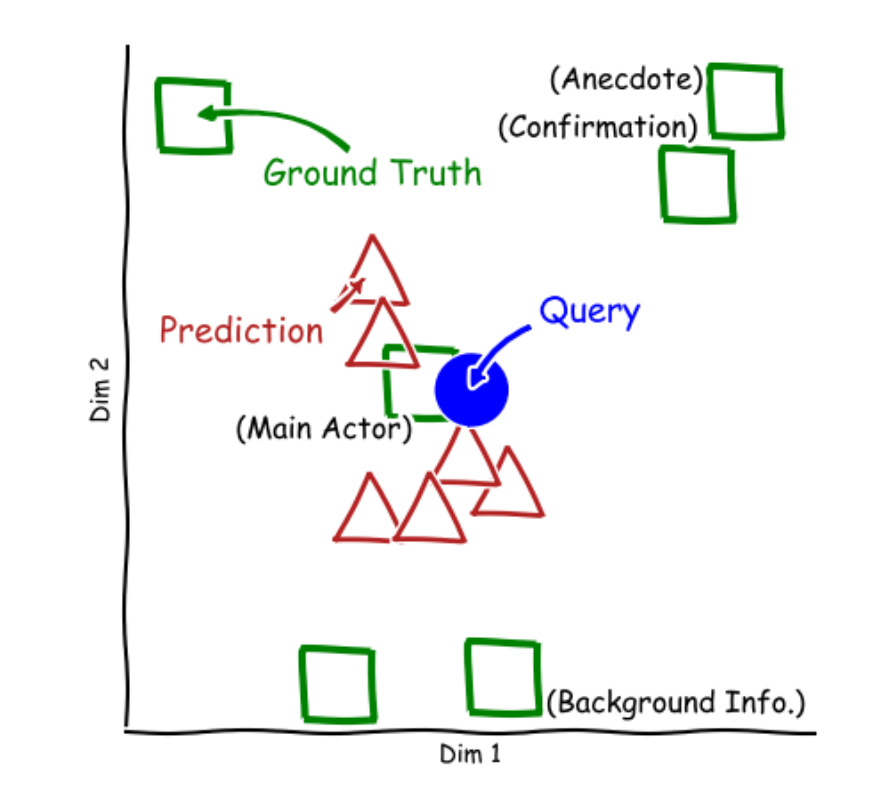 (Anecdote)
(Confirmation)
Ground Truth
Query
Prediction
(Main Actor)
Dim 2
(Background Info.)
Dim 1